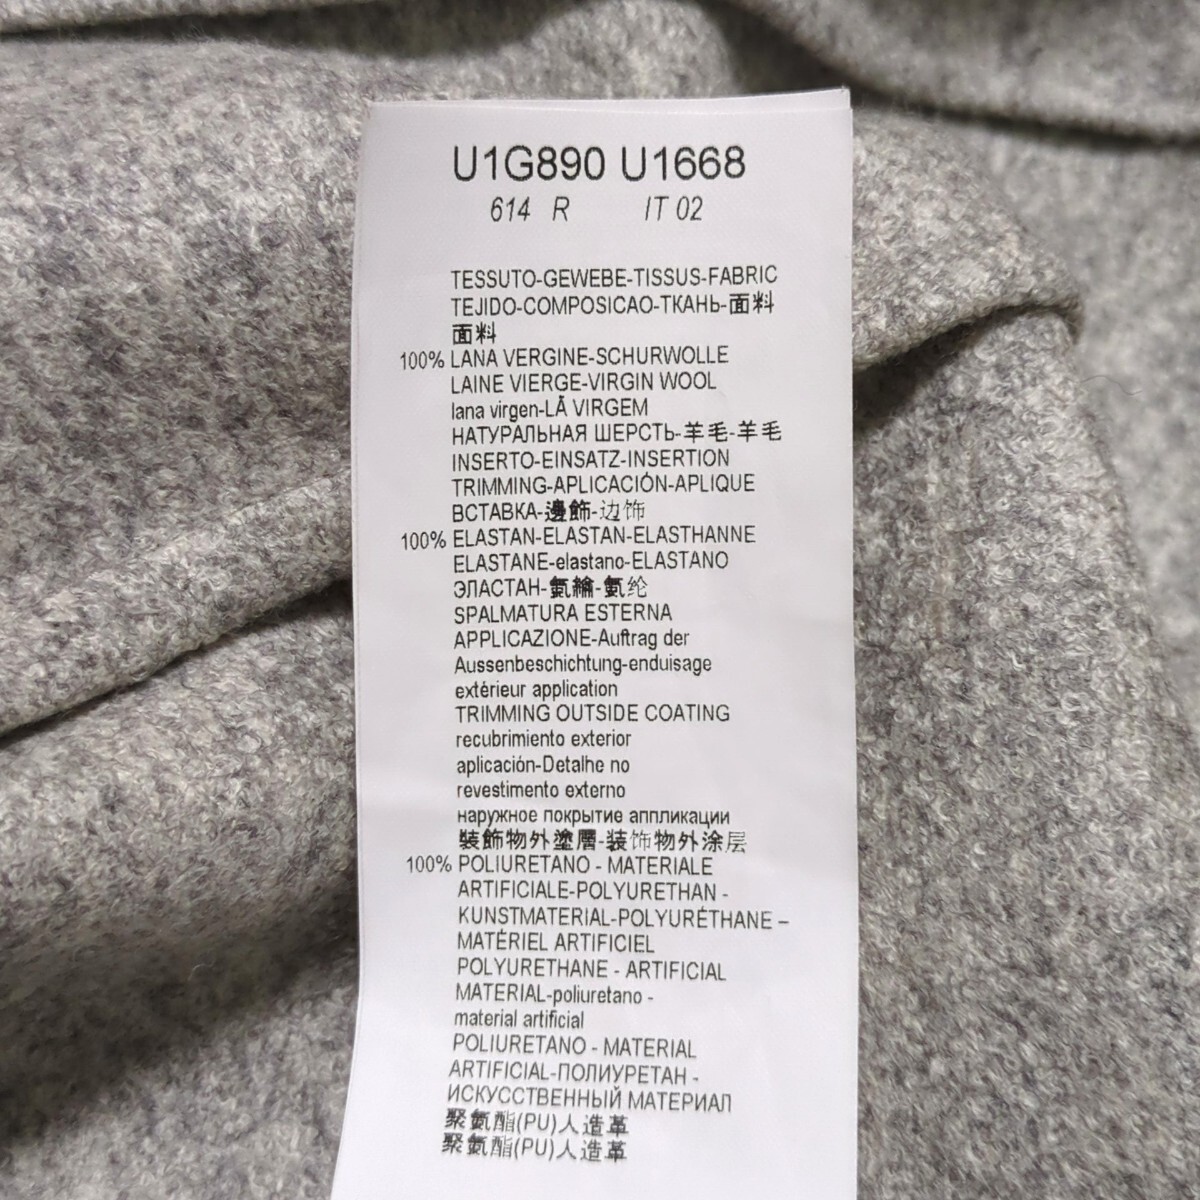 U1G890 U1668
614 R IT 02
TESSUTO-GEWEBE-TISSUS-FABRIC
TEJIDO-COMPOSICAO-ТКАНЬ-面料
面料
100% LANA VERGINE-SCHURWOLLE
LAINE VIERGE-VIRGIN WOOL
lana virgen-LÃ VIRGEM
НАТУРАЛЬНАЯ ШЕРСТЬ-羊毛-羊毛
INSERTO-EINSATZ-INSERTION
TRIMMING-APLICACIÓN-APLIQUE
ВСТАВКА-邊飾-边饰
100% ELASTAN-ELASTAN-ELASTHANNE
ELASTANE-elastano-ELASTANO
ЭЛАСТАН-氨綸-氨纶
SPALMATURA ESTERNA
APPLICAZIONE-Auftrag der
Aussenbeschichtung-enduisage
extérieur application
TRIMMING OUTSIDE COATING
recubrimiento exterior
aplicación-Detalhe no
revestimento externo
наружное покрытие аппликации
裝飾物外塗層-装饰物外涂层
100% POLIURETANO - MATERIALE
ARTIFICIALE-POLYURETHAN -
KUNSTMATERIAL-POLYURÉTHANE –
MATÉRIEL ARTIFICIEL
POLYURETHANE - ARTIFICIAL
MATERIAL-poliuretano -
material artificial
POLIURETANO - MATERIAL
ARTIFICIAL-ПОЛИУРЕТАН -
ИСКУССТВЕННЫЙ МАТЕРИАЛ
聚氨酯(PU)人造革
聚氨酯(PU)人造革